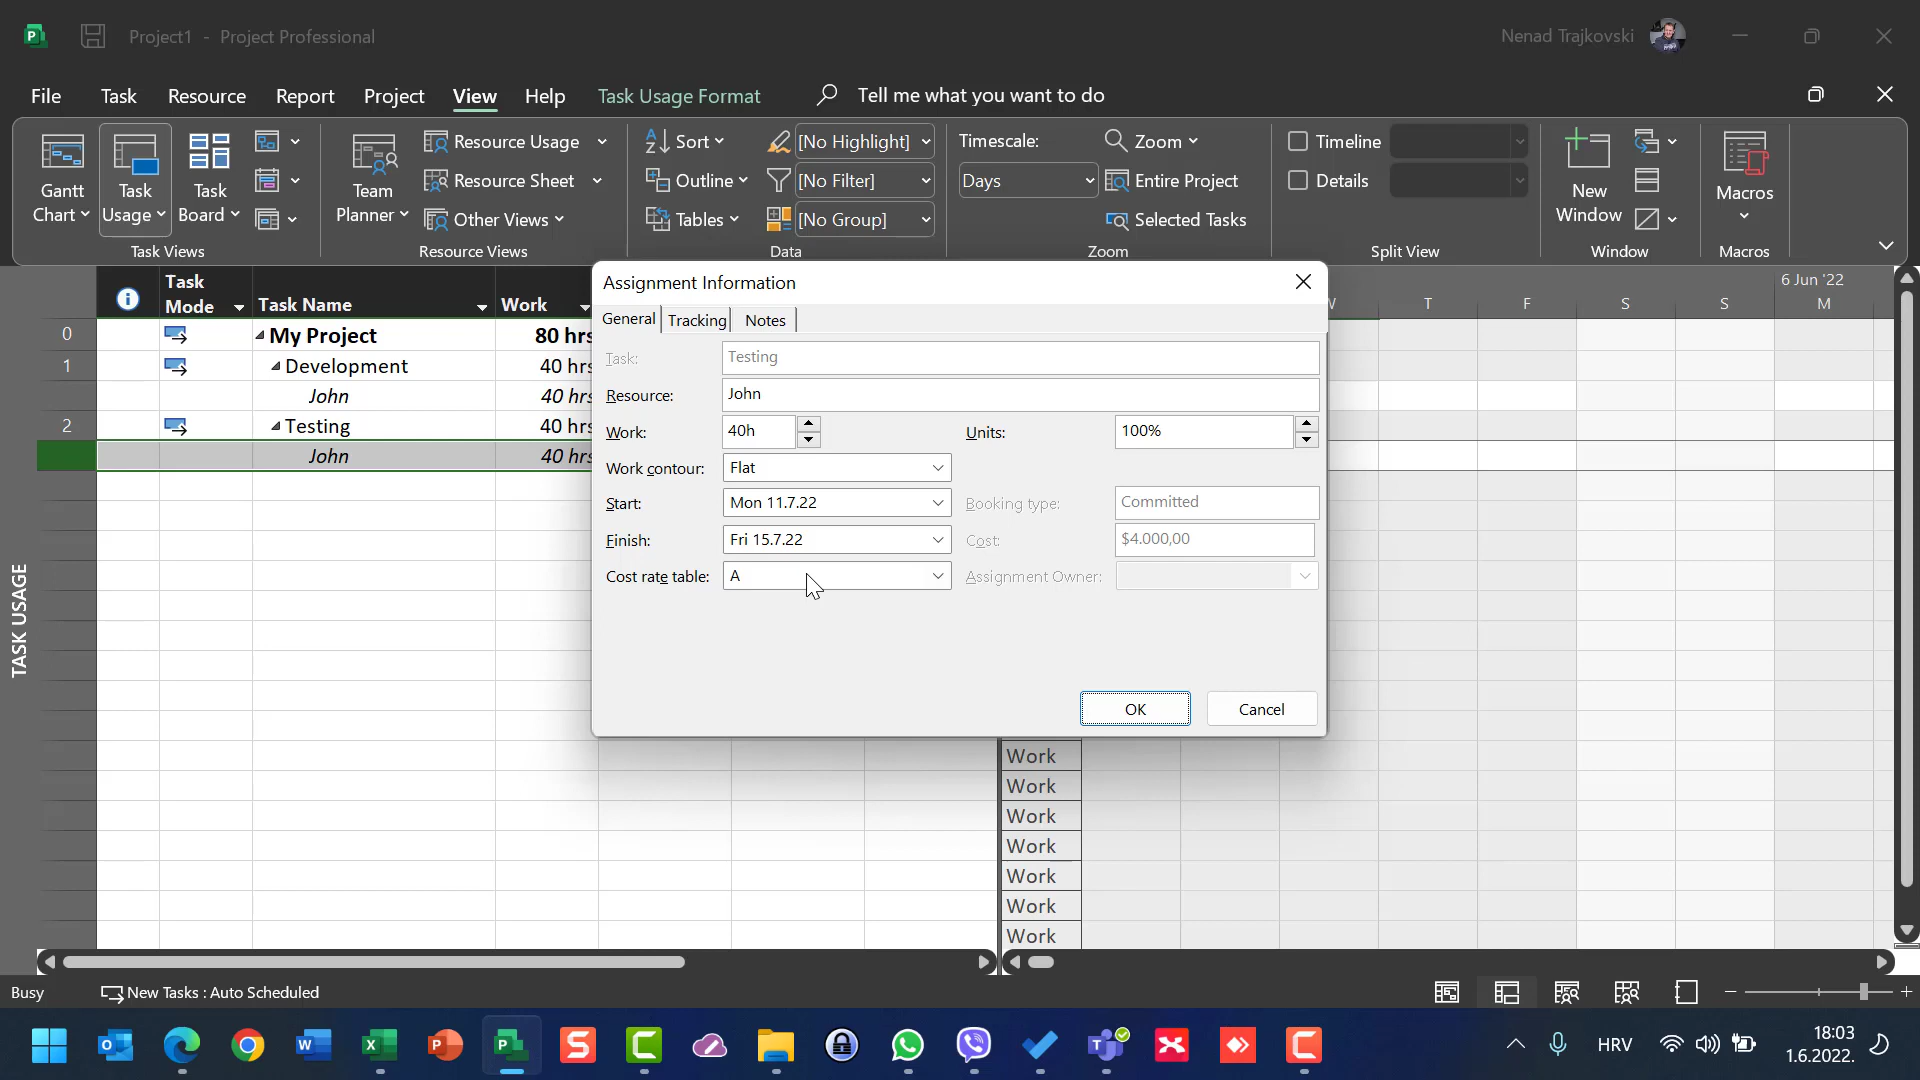 Project1 - Project Professional
Nenad Trajkovski
File Task Resource Report Project View Help Task Usage Format Tell me what you want to do
Gantt Chart
Task Usage
Task Board
Task Views
Team Planner
Resource Usage
Resource Sheet
Other Views
Resource Views
Sort
Outline
Tables
[No Highlight]
[No Filter]
[No Group]
Data
Timescale:
Days
Zoom
Entire Project
Selected Tasks
Zoom
Timeline
Details
Split View
New Window
Window
Macros
Macros
Task Mode Task Name Work
0 My Project 80 hrs
1 Development 40 hrs
John 40 hrs
2 Testing 40 hrs
John 40 hrs
TASK USAGE
6 Jun '22
T F S S M
Assignment Information
General Tracking Notes
Task: Testing
Resource: John
Work: 40h Units: 100%
Work contour: Flat
Start: Mon 11.7.22 Booking type: Committed
Finish: Fri 15.7.22 Cost: $4.000,00
Cost rate table: A Assignment Owner:
OK Cancel
Work
Work
Work
Work
Work
Work
Work
Busy New Tasks : Auto Scheduled
HRV
18:03
1.6.2022.